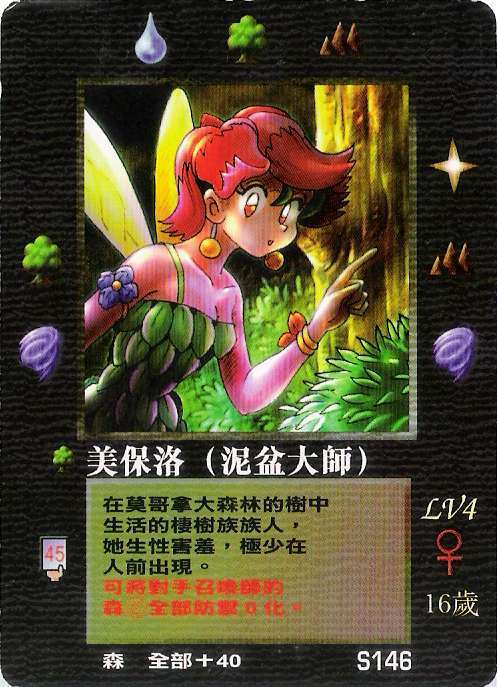 美保洛（泥盆大師）
在莫哥拿大森林的樹中
生活的棲樹族族人，
她生性害羞，極少在
人前出現。
可將對手召喚師的
森 全部防禦０化。
LV4
45
16歲
森 全部＋40
S146